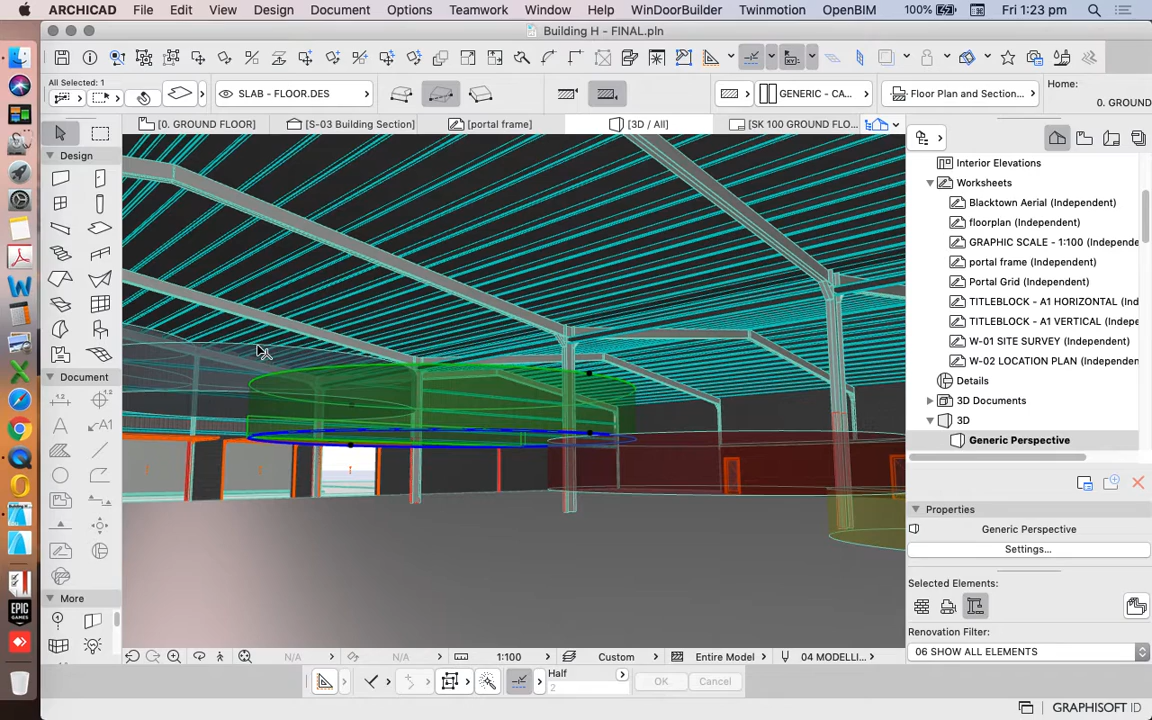 ARCHICAD File Edit View Design Document Options Teamwork Window Help WinDoorBuilder Twinmotion OpenBIM 100% Fri 1:23 pm
Building H - FINAL.pln
All Selected: 1
SLAB - FLOOR.DES
GENERIC - CA...
Floor Plan and Section...
Home:
0. GROUND
[0. GROUND FLOOR]
[S-03 Building Section]
[portal frame]
[3D / All]
[SK 100 GROUND FLO...
Design
Document
More
Interior Elevations
Worksheets
Blacktown Aerial (Independent)
floorplan (Independent)
GRAPHIC SCALE - 1:100 (Independe
portal frame (Independent)
Portal Grid (Independent)
TITLEBLOCK - A1 HORIZONTAL (Ind
TITLEBLOCK - A1 VERTICAL (Indepe
W-01 SITE SURVEY (Independent)
W-02 LOCATION PLAN (Independent)
Details
3D Documents
3D
Generic Perspective
Properties
Generic Perspective
Settings...
Selected Elements:
Renovation Filter:
06 SHOW ALL ELEMENTS
N/A
N/A
1:100
Custom
Entire Model
04 MODELLI...
Half
2
OK
Cancel
GRAPHISOFT ID
EPIC GAMES